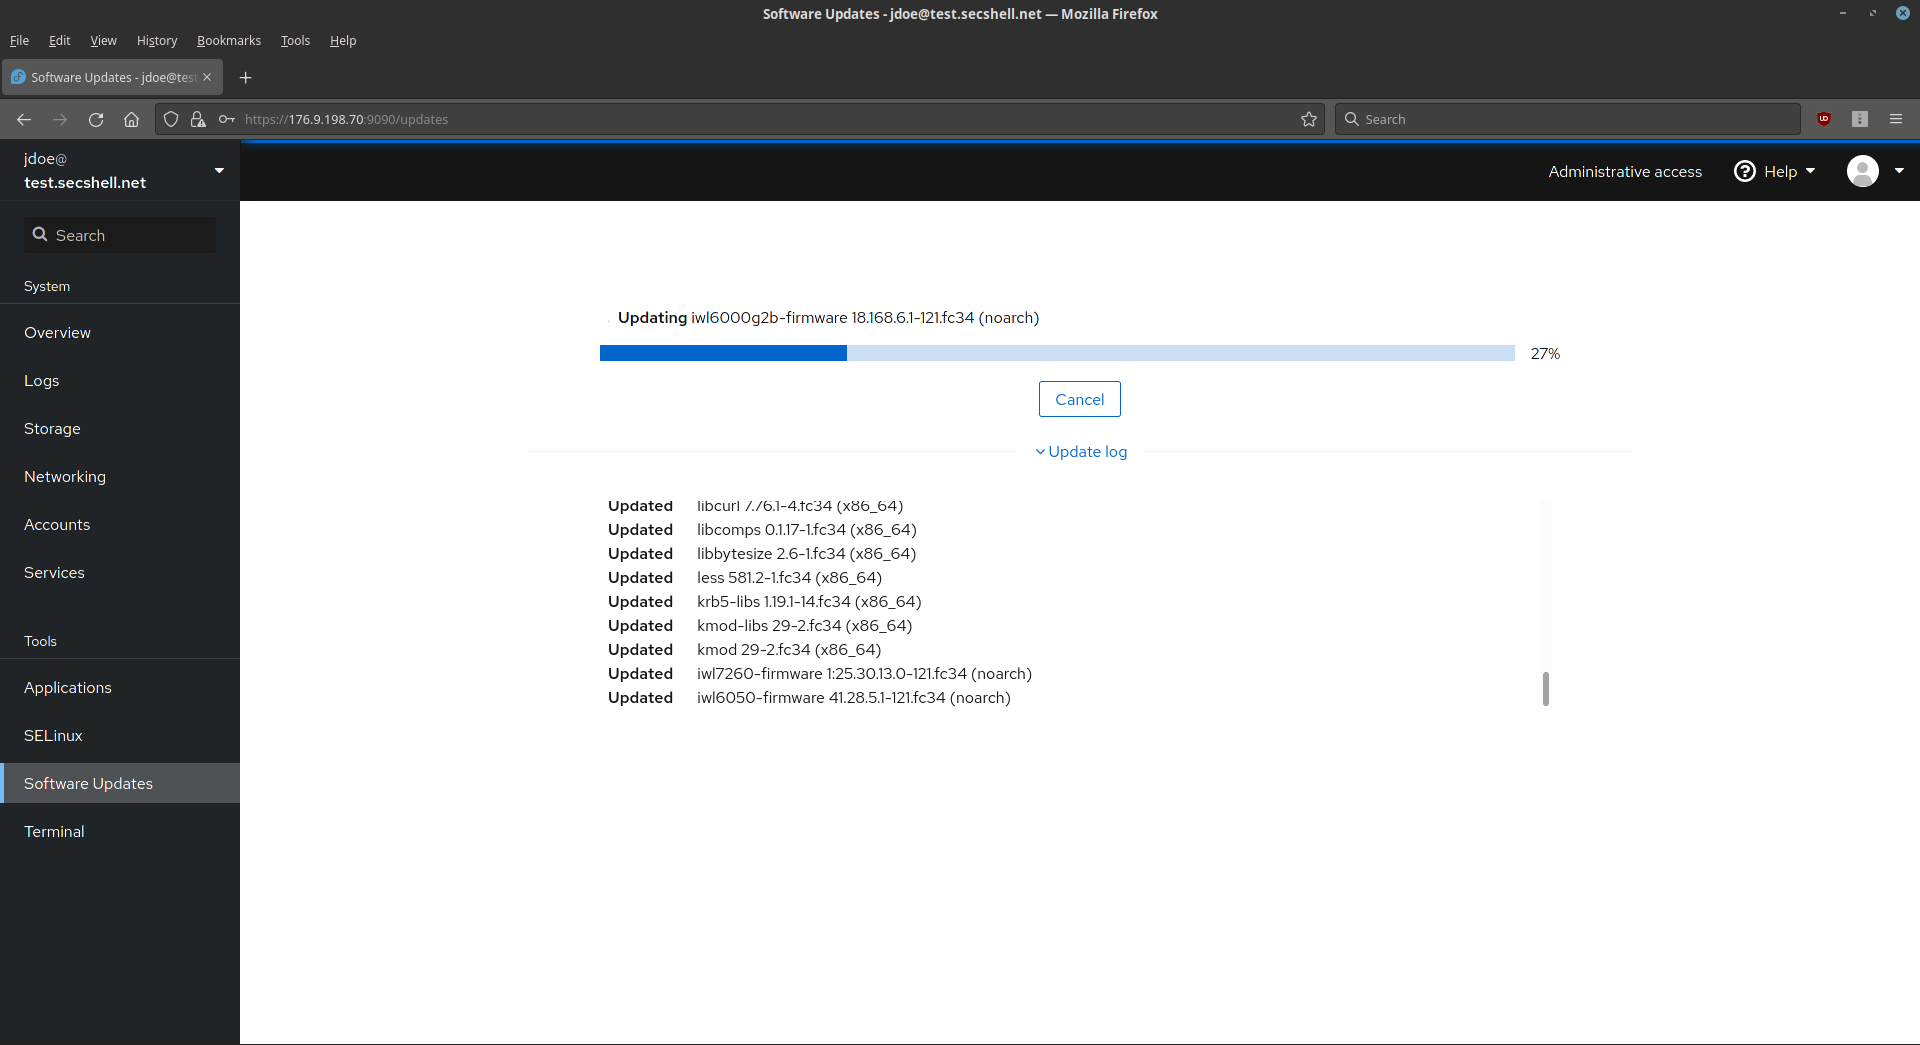 Software Updates - jdoe@test.secshell.net — Mozilla Firefox
File Edit View History Bookmarks Tools Help
Software Updates - jdoe@test
https://176.9.198.70:9090/updates
Search
jdoe@
test.secshell.net
Administrative access
Help
Search
System
Overview
Logs
Storage
Networking
Accounts
Services
Tools
Applications
SELinux
Software Updates
Terminal
Updating iwl6000g2b-firmware 18.168.6.1-121.fc34 (noarch)
27%
Cancel
Update log
Updated libcurl 7.76.1-4.fc34 (x86_64)
Updated libcomps 0.1.17-1.fc34 (x86_64)
Updated libbytesize 2.6-1.fc34 (x86_64)
Updated less 581.2-1.fc34 (x86_64)
Updated krb5-libs 1.19.1-14.fc34 (x86_64)
Updated kmod-libs 29-2.fc34 (x86_64)
Updated kmod 29-2.fc34 (x86_64)
Updated iwl7260-firmware 1:25.30.13.0-121.fc34 (noarch)
Updated iwl6050-firmware 41.28.5.1-121.fc34 (noarch)